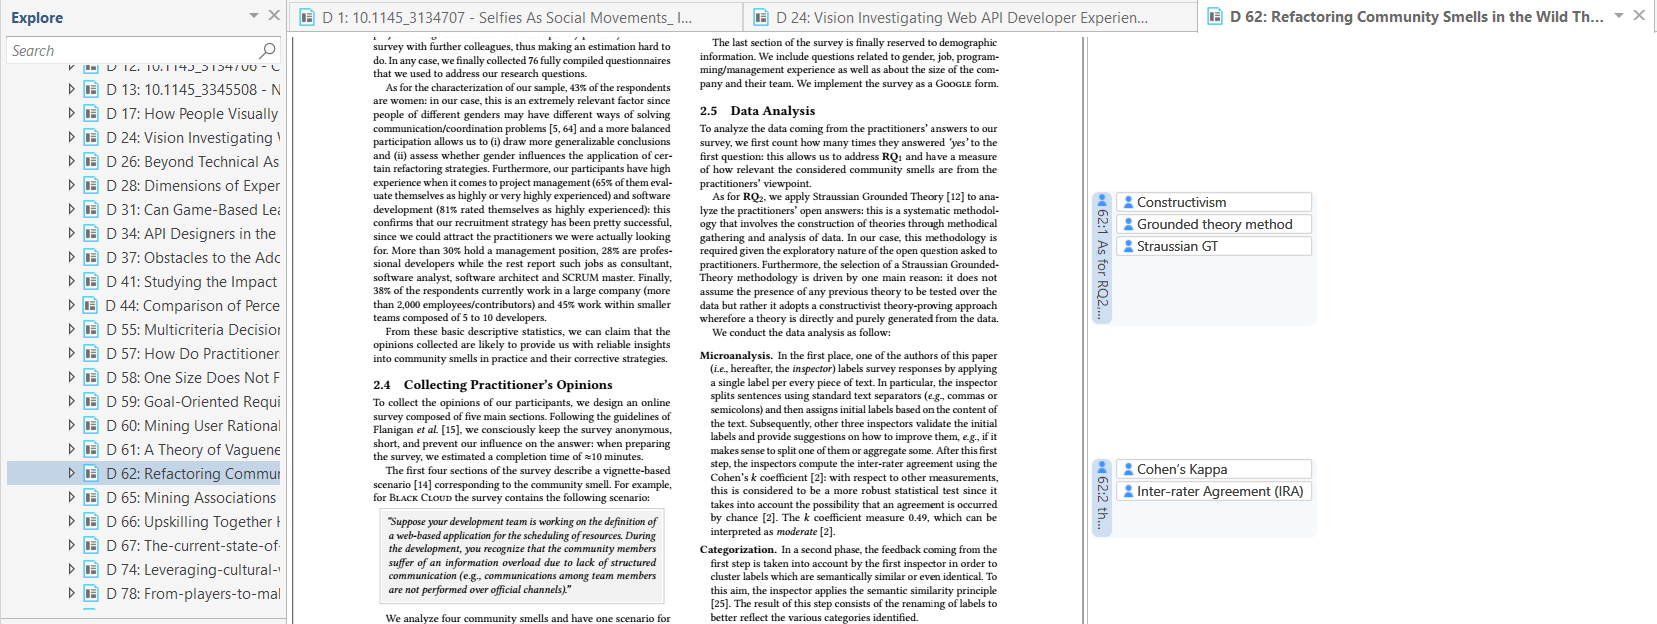 Explore
Search
D 12: 10.1145_3134706 - C
D 13: 10.1145_3345508 - N
D 17: How People Visually
D 24: Vision Investigating
D 26: Beyond Technical As
D 28: Dimensions of Exper
D 31: Can Game-Based Lea
D 34: API Designers in the
D 37: Obstacles to the Adc
D 41: Studying the Impact
D 44: Comparison of Perce
D 55: Multicriteria Decision
D 57: How Do Practitioner
D 58: One Size Does Not F
D 59: Goal-Oriented Requi
D 60: Mining User Rational
D 61: A Theory of Vaguene
D 62: Refactoring Commur
D 65: Mining Associations
D 66: Upskilling Together H
D 67: The-current-state-of-
D 74: Leveraging-cultural-
D 78: From-players-to-mal
D 1: 10.1145_3134707 - Selfies As Social Movements_ I...
D 24: Vision Investigating Web API Developer Experien...
D 62: Refactoring Community Smells in the Wild Th...
survey with further colleagues, thus making an estimation hard to
do. In any case, we finally collected 76 fully compiled questionnaires
that we used to address our research questions.
As for the characterization of our sample, 43% of the respondents
are women: in our case, this is an extremely relevant factor since
people of different genders may have different ways of solving
communication/coordination problems [5, 64] and a more balanced
participation allows us to (i) draw more generalizable conclusions
and (ii) assess whether gender influences the application of cer-
tain refactoring strategies. Furthermore, our participants have high
experience when it comes to project management (65% of them eval-
uate themselves as highly or very highly experienced) and software
development (81% rated themselves as highly experienced): this
confirms that our recruitment strategy has been pretty successful,
since we could attract the practitioners we were actually looking
for. More than 30% hold a management position, 28% are profes-
sional developers while the rest report such jobs as consultant,
software analyst, software architect and SCRUM master. Finally,
38% of the respondents currently work in a large company (more
than 2,000 employees/contributors) and 45% work within smaller
teams composed of 5 to 10 developers.
From these basic descriptive statistics, we can claim that the
opinions collected are likely to provide us with reliable insights
into community smells in practice and their corrective strategies.
2.4 Collecting Practitioner's Opinions
To collect the opinions of our participants, we design an online
survey composed of five main sections. Following the guidelines of
Flanigan et al. [15], we consciously keep the survey anonymous,
short, and prevent our influence on the answer: when preparing
the survey, we estimated a completion time of ≈10 minutes.
The first four sections of the survey describe a vignette-based
scenario [14] corresponding to the community smell. For example,
for Black Cloud the survey contains the following scenario:
"Suppose your development team is working on the definition of
a web-based application for the scheduling of resources. During
the development, you recognize that the community members
suffer of an information overload due to lack of structured
communication (e.g., communications among team members
are not performed over official channels)."
We analyze four community smells and have one scenario for
The last section of the survey is finally reserved to demographic
information. We include questions related to gender, job, program-
ming/management experience as well as about the size of the com-
pany and their team. We implement the survey as a Google form.
2.5 Data Analysis
To analyze the data coming from the practitioners' answers to our
survey, we first count how many times they answered 'yes' to the
first question: this allows us to address RQ1 and have a measure
of how relevant the considered community smells are from the
practitioners' viewpoint.
As for RQ2, we apply Straussian Grounded Theory [12] to ana-
lyze the practitioners' open answers: this is a systematic methodol-
ogy that involves the construction of theories through methodical
gathering and analysis of data. In our case, this methodology is
required given the exploratory nature of the open question asked to
practitioners. Furthermore, the selection of a Straussian Grounded-
Theory methodology is driven by one main reason: it does not
assume the presence of any previous theory to be tested over the
data but rather it adopts a constructivist theory-proving approach
wherefore a theory is directly and purely generated from the data.
We conduct the data analysis as follow:
Microanalysis. In the first place, one of the authors of this paper
(i.e., hereafter, the inspector) labels survey responses by applying
a single label per every piece of text. In particular, the inspector
splits sentences using standard text separators (e.g., commas or
semicolons) and then assigns initial labels based on the content of
the text. Subsequently, other three inspectors validate the initial
labels and provide suggestions on how to improve them, e.g., if it
makes sense to split one of them or aggregate some. After this first
step, the inspectors compute the inter-rater agreement using the
Cohen's k coefficient [2]: with respect to other measurements,
this is considered to be a more robust statistical test since it
takes into account the possibility that an agreement is occurred
by chance [2]. The k coefficient measure 0.49, which can be
interpreted as moderate [2].
Categorization. In a second phase, the feedback coming from the
first step is taken into account by the first inspector in order to
cluster labels which are semantically similar or even identical. To
this aim, the inspector applies the semantic similarity principle
[25]. The result of this step consists of the renaming of labels to
better reflect the various categories identified.
62:1 As for RQ2,...
Constructivism
Grounded theory method
Straussian GT
62:2 th...
Cohen's Kappa
Inter-rater Agreement (IRA)